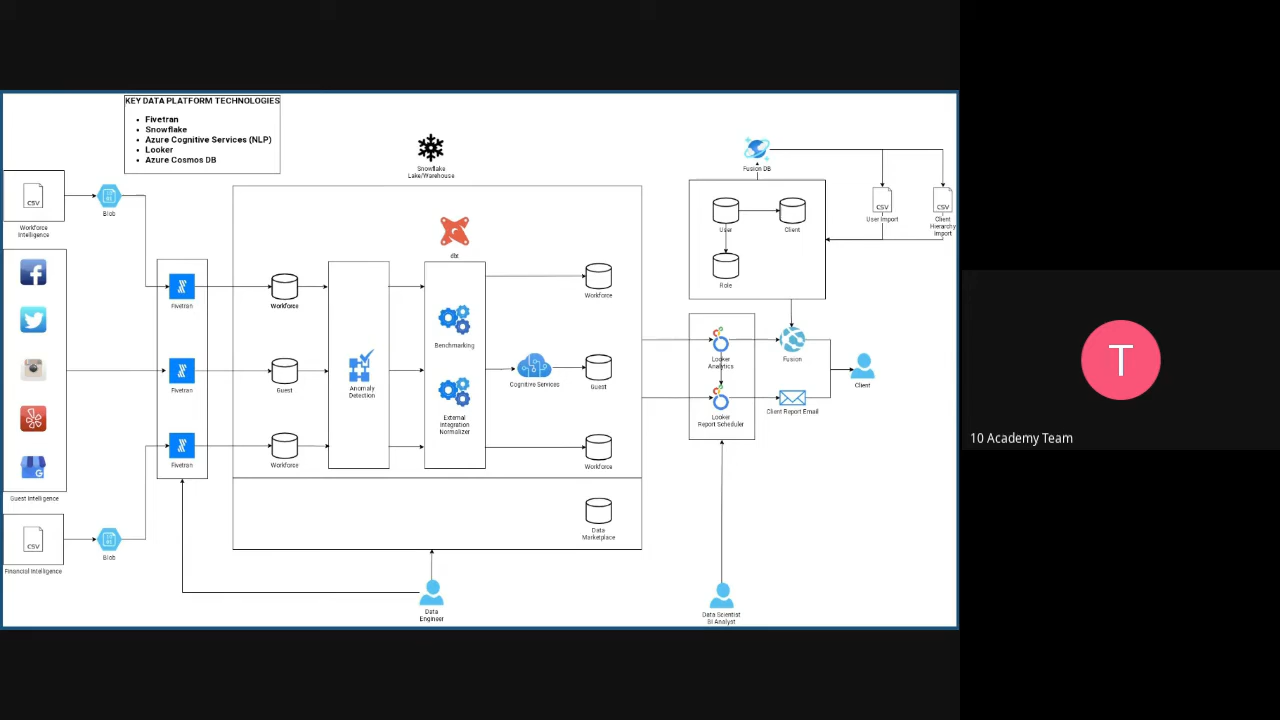 KEY DATA PLATFORM TECHNOLOGIES
• Fivetran
• Snowflake
• Azure Cognitive Services (NLP)
• Looker
• Azure Cosmos DB
Snowflake
Lake/Warehouse
Fusion DB
CSV
Workforce
Intelligence
Blob
User
Client
Role
CSV
User Import
CSV
Client
Hierarchy
Import
dbt
Fivetran
Workforce
Workforce
Benchmarking
Fivetran
Guest
Anomaly
Detection
Cognitive Services
Guest
Looker
Analytics
Fusion
Client
External
Integration
Normalizer
Looker
Report Scheduler
Client Report Email
Fivetran
Workforce
Workforce
G
Guest Intelligence
CSV
Financial Intelligence
Blob
Data
Marketplace
Data
Engineer
Data Scientist
BI Analyst
T
10 Academy Team